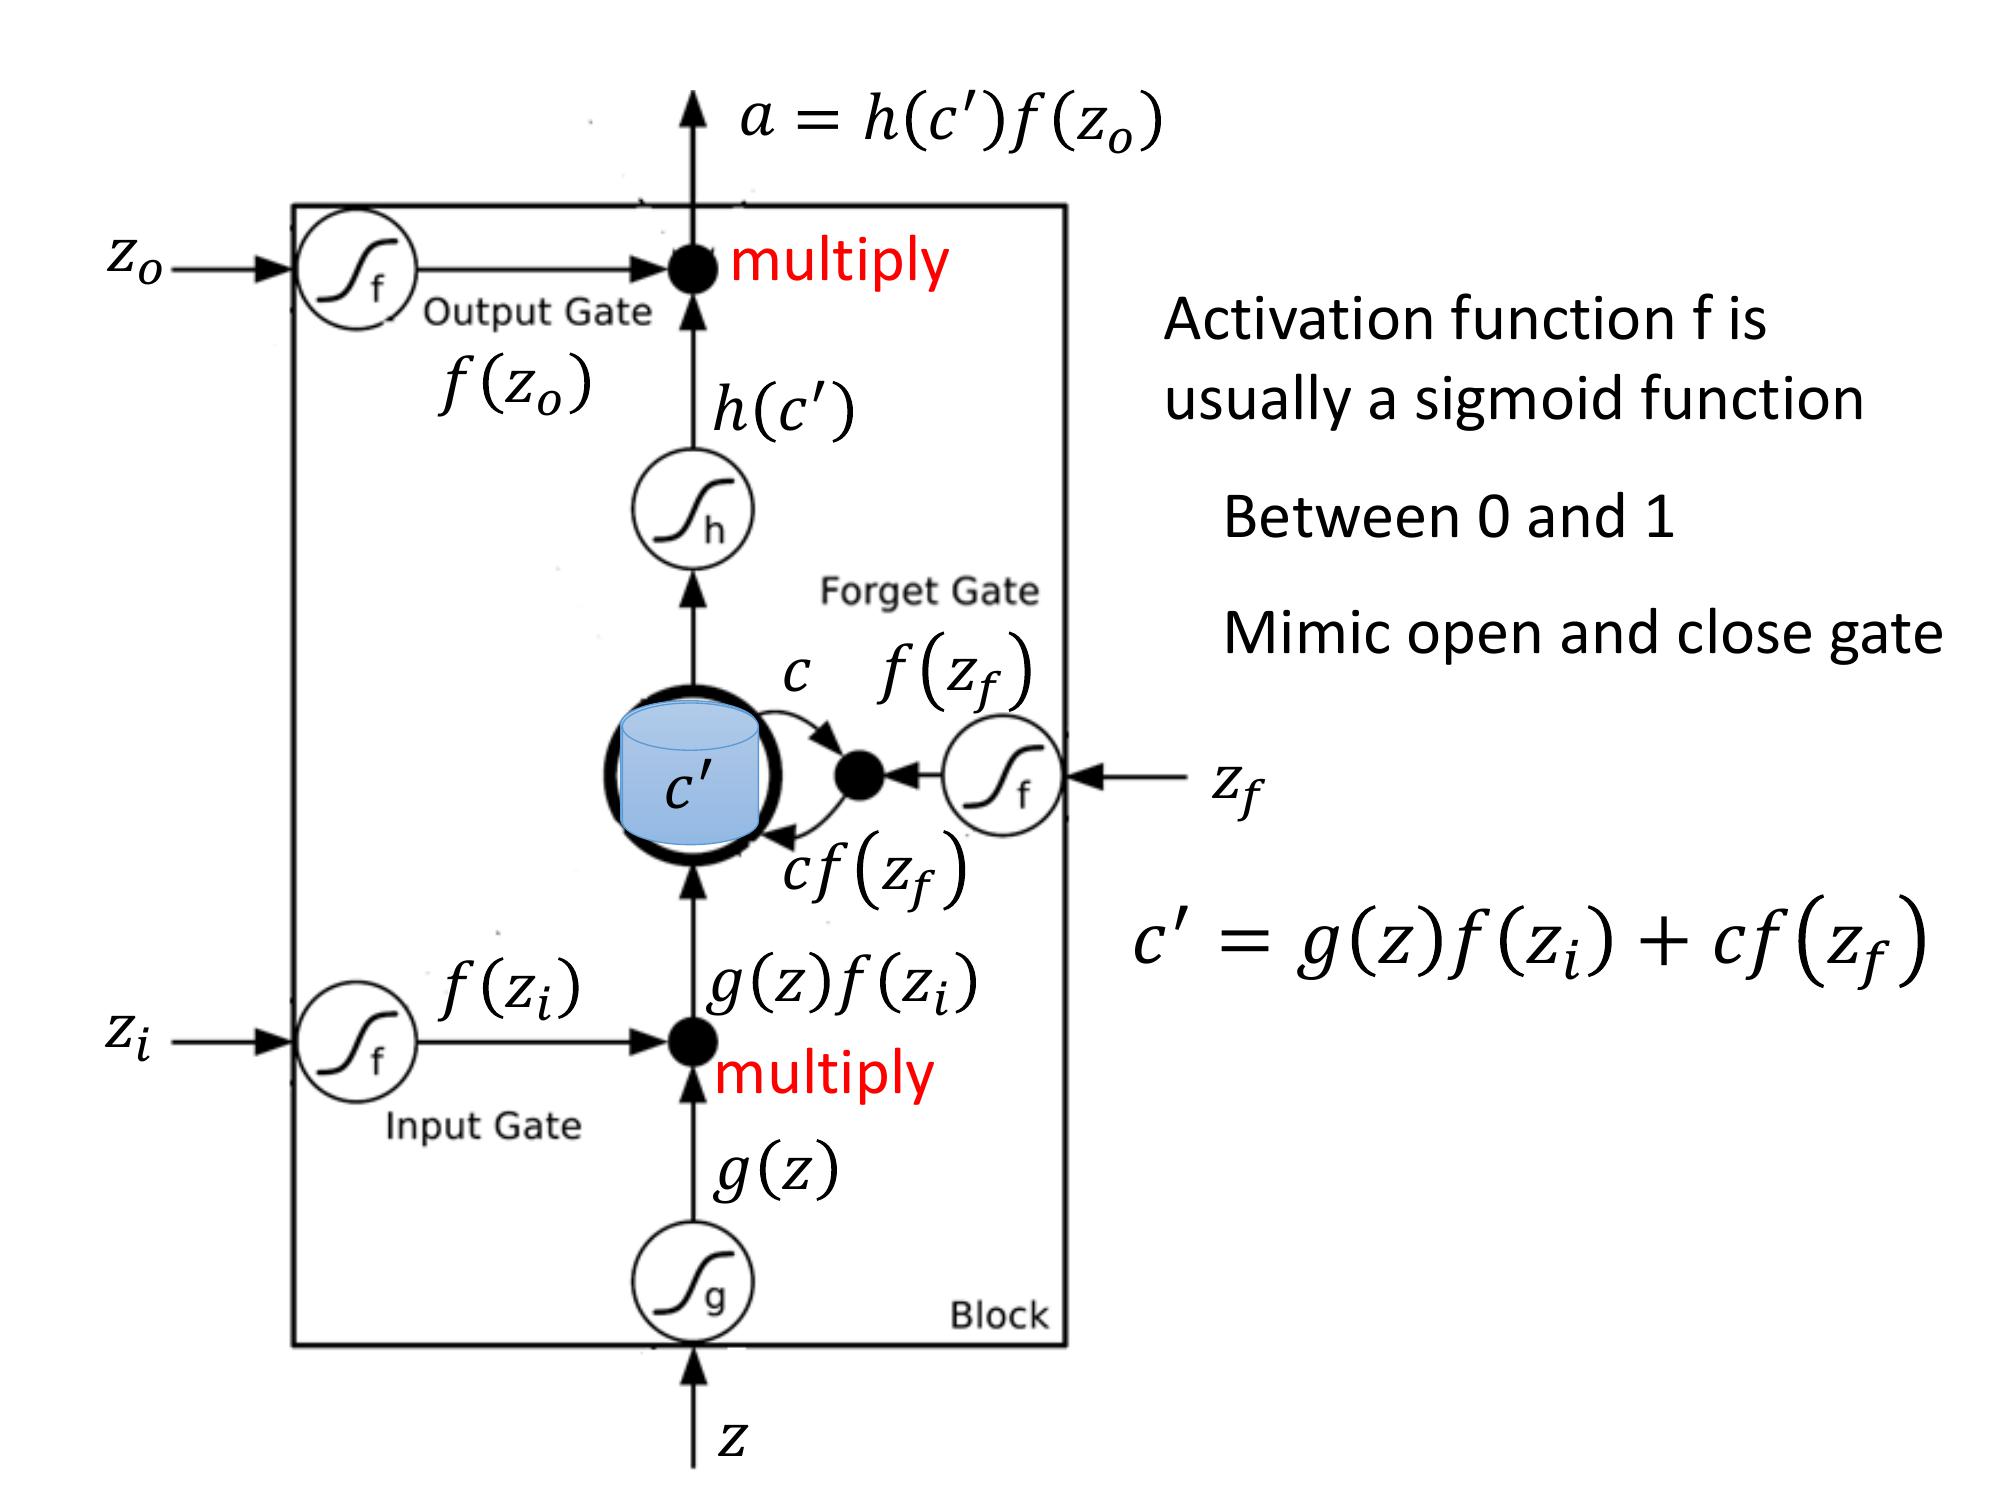 a = h(c′)f(z_o)
z_o
f
multiply
Output Gate
f(z_o)
h(c′)
h
Activation function f is
usually a sigmoid function
Between 0 and 1
Mimic open and close gate
Forget Gate
c
f(z_f)
c′
f
z_f
cf(z_f)
c′ = g(z)f(z_i) + cf(z_f)
f(z_i)
g(z)f(z_i)
z_i
f
multiply
Input Gate
g(z)
g
Block
z